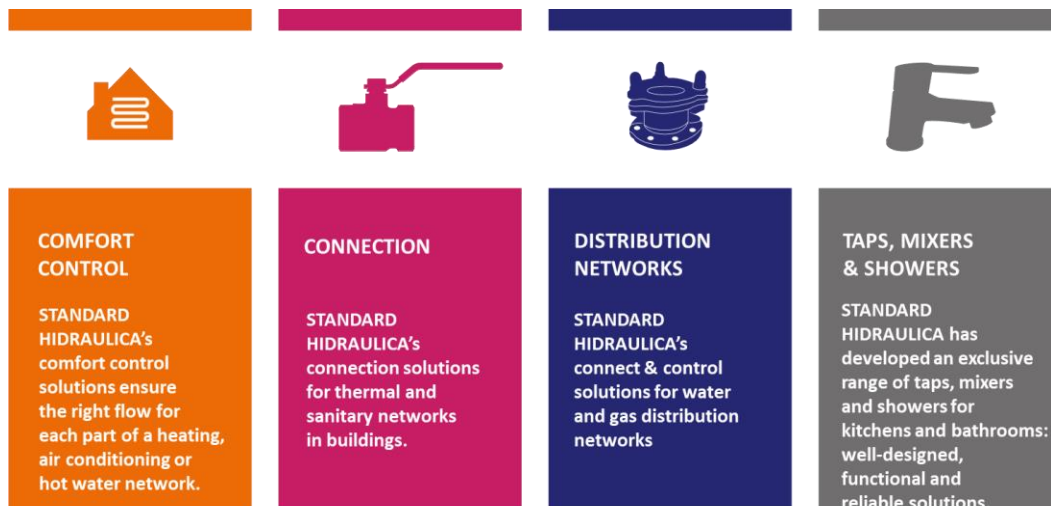 COMFORT
CONTROL
STANDARD
HIDRAULICA’s
comfort control
solutions ensure
the right flow for
each part of a heating,
air conditioning or
hot water network.
CONNECTION
STANDARD
HIDRAULICA’s
connection solutions
for thermal and
sanitary networks
in buildings.
DISTRIBUTION
NETWORKS
STANDARD
HIDRAULICA’s
connect & control
solutions for water
and gas distribution
networks
TAPS, MIXERS
& SHOWERS
STANDARD
HIDRAULICA has
developed an exclusive
range of taps, mixers
and showers for
kitchens and bathrooms:
well-designed,
functional and
reliable solutions